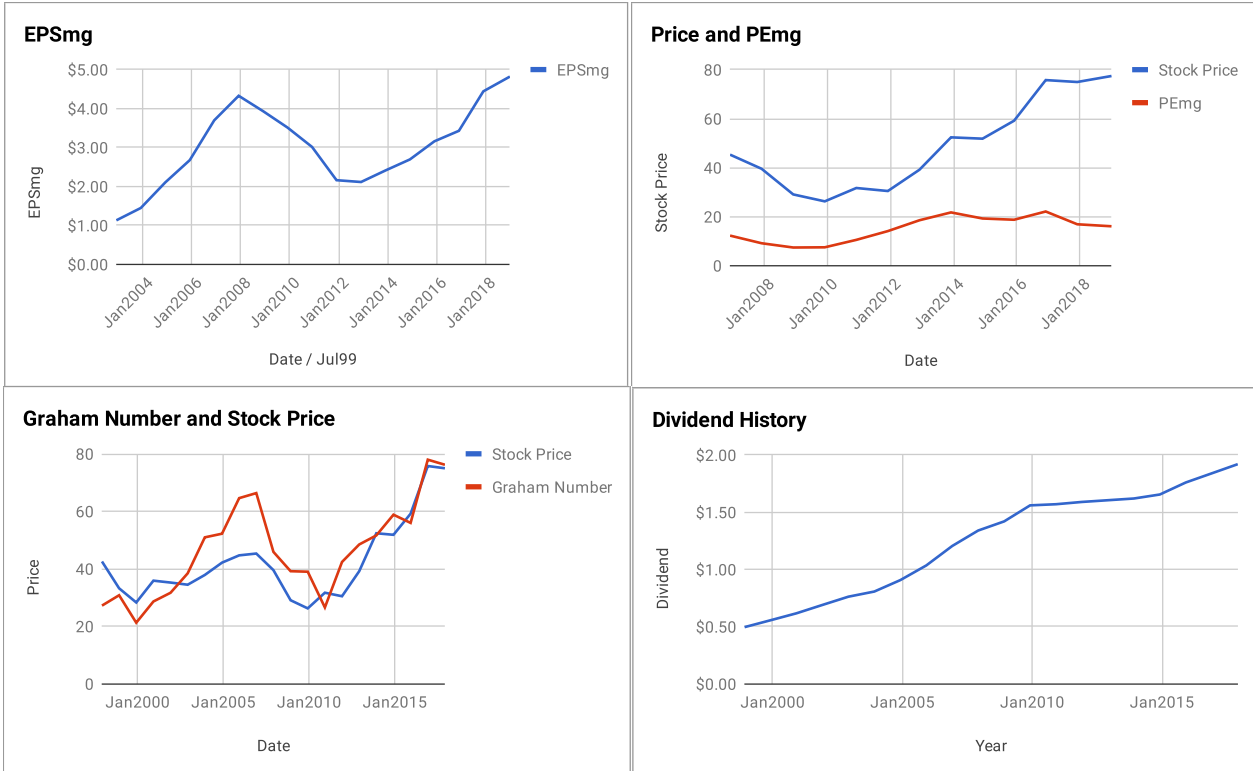 EPSmg
$5.00
$4.00
$3.00
$2.00
$1.00
$0.00
EPSmg
Jan2004
Jan2006
Jan2008
Jan2010
Jan2012
Jan2014
Jan2016
Jan2018
Date / Jul99
EPSmg
Price and PEmg
80
60
40
20
0
Stock Price
Jan2008
Jan2010
Jan2012
Jan2014
Jan2016
Jan2018
Date
Stock Price
PEmg
Graham Number and Stock Price
80
60
40
20
0
Price
Jan2000
Jan2005
Jan2010
Jan2015
Date
Stock Price
Graham Number
Dividend History
$2.00
$1.50
$1.00
$0.50
$0.00
Dividend
Jan2000
Jan2005
Jan2010
Jan2015
Year